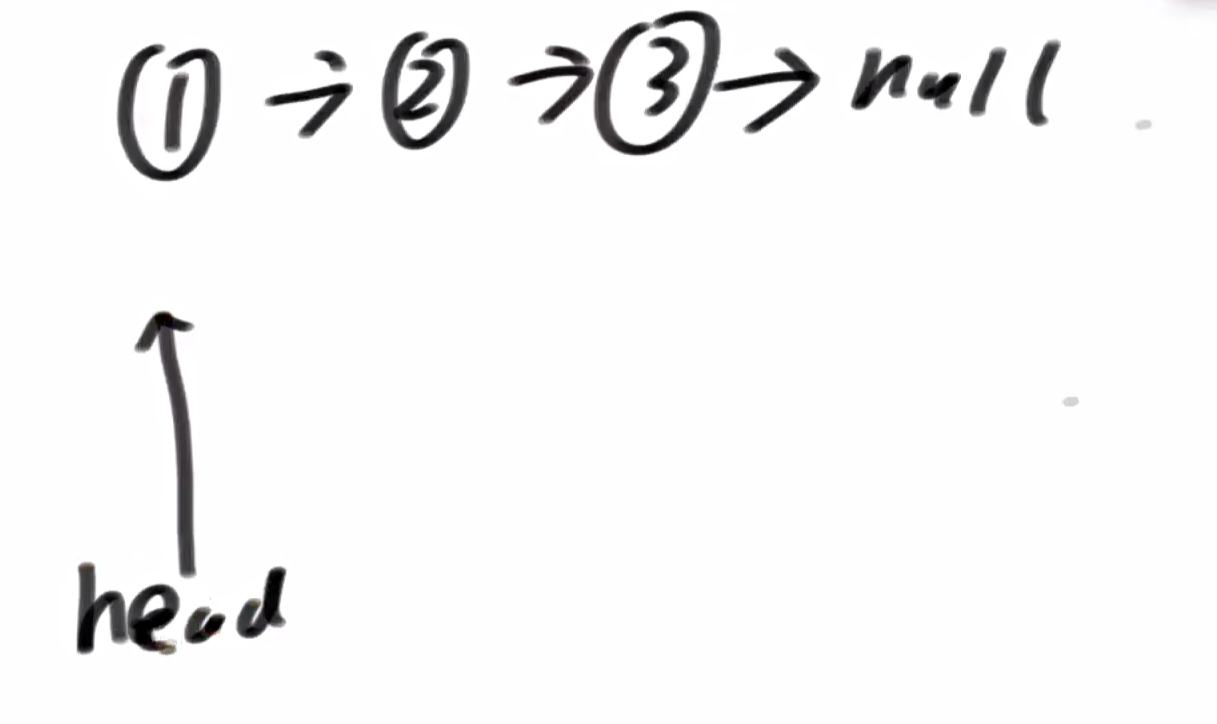 ① → ② → ③ → null
head